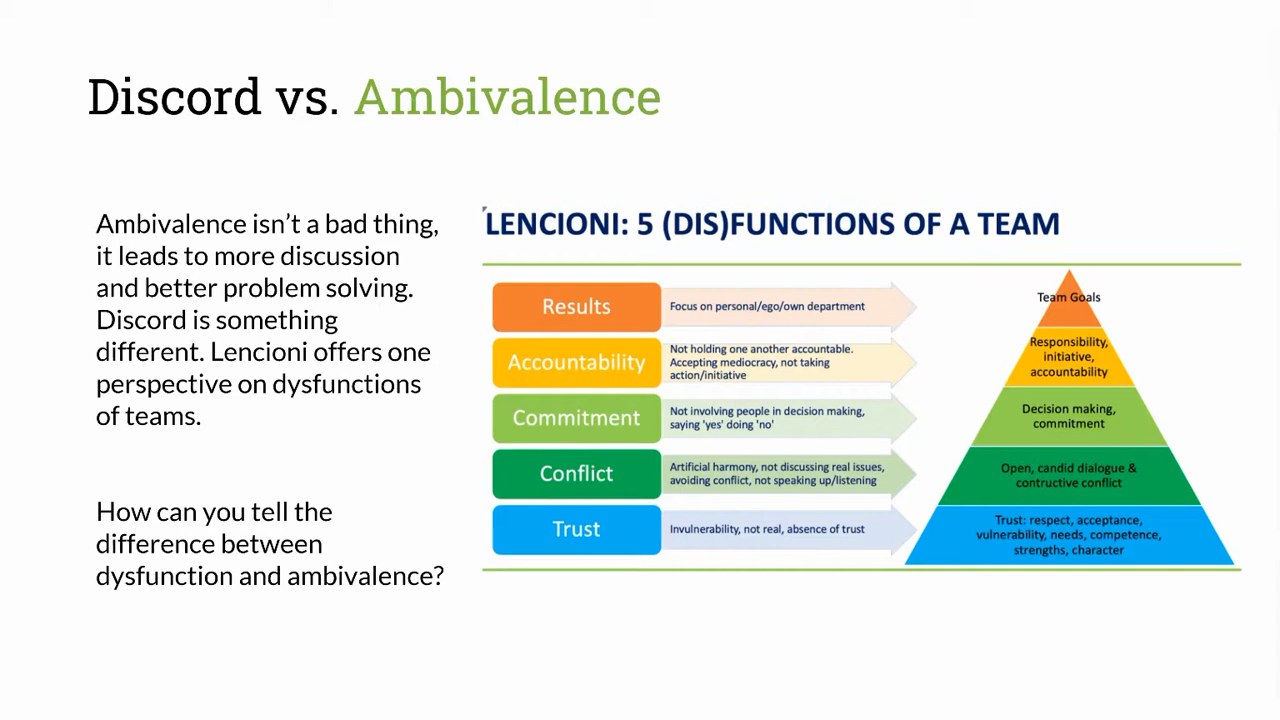 Discord vs. Ambivalence
Ambivalence isn’t a bad thing,
it leads to more discussion
and better problem solving.
Discord is something
different. Lencioni offers one
perspective on dysfunctions
of teams.
How can you tell the
difference between
dysfunction and ambivalence?
LENCIONI: 5 (DIS)FUNCTIONS OF A TEAM
Results
Focus on personal/ego/own department
Team Goals
Accountability
Not holding one another accountable.
Accepting mediocracy, not taking
action/initiative
Responsibility,
initiative,
accountability
Commitment
Not involving people in decision making,
saying 'yes' doing 'no'
Decision making,
commitment
Conflict
Artificial harmony, not discussing real issues,
avoiding conflict, not speaking up/listening
Open, candid dialogue &
contructive conflict
Trust
Invulnerability, not real, absence of trust
Trust: respect, acceptance,
vulnerability, needs, competence,
strengths, character